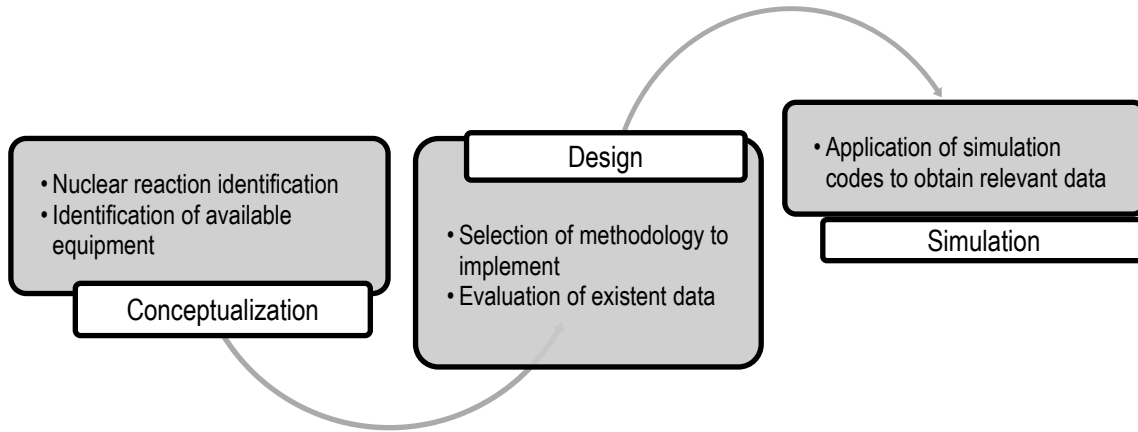 • Nuclear reaction identification
• Identification of available
equipment
Conceptualization
Design
• Selection of methodology to
implement
• Evaluation of existent data
• Application of simulation
codes to obtain relevant data
Simulation